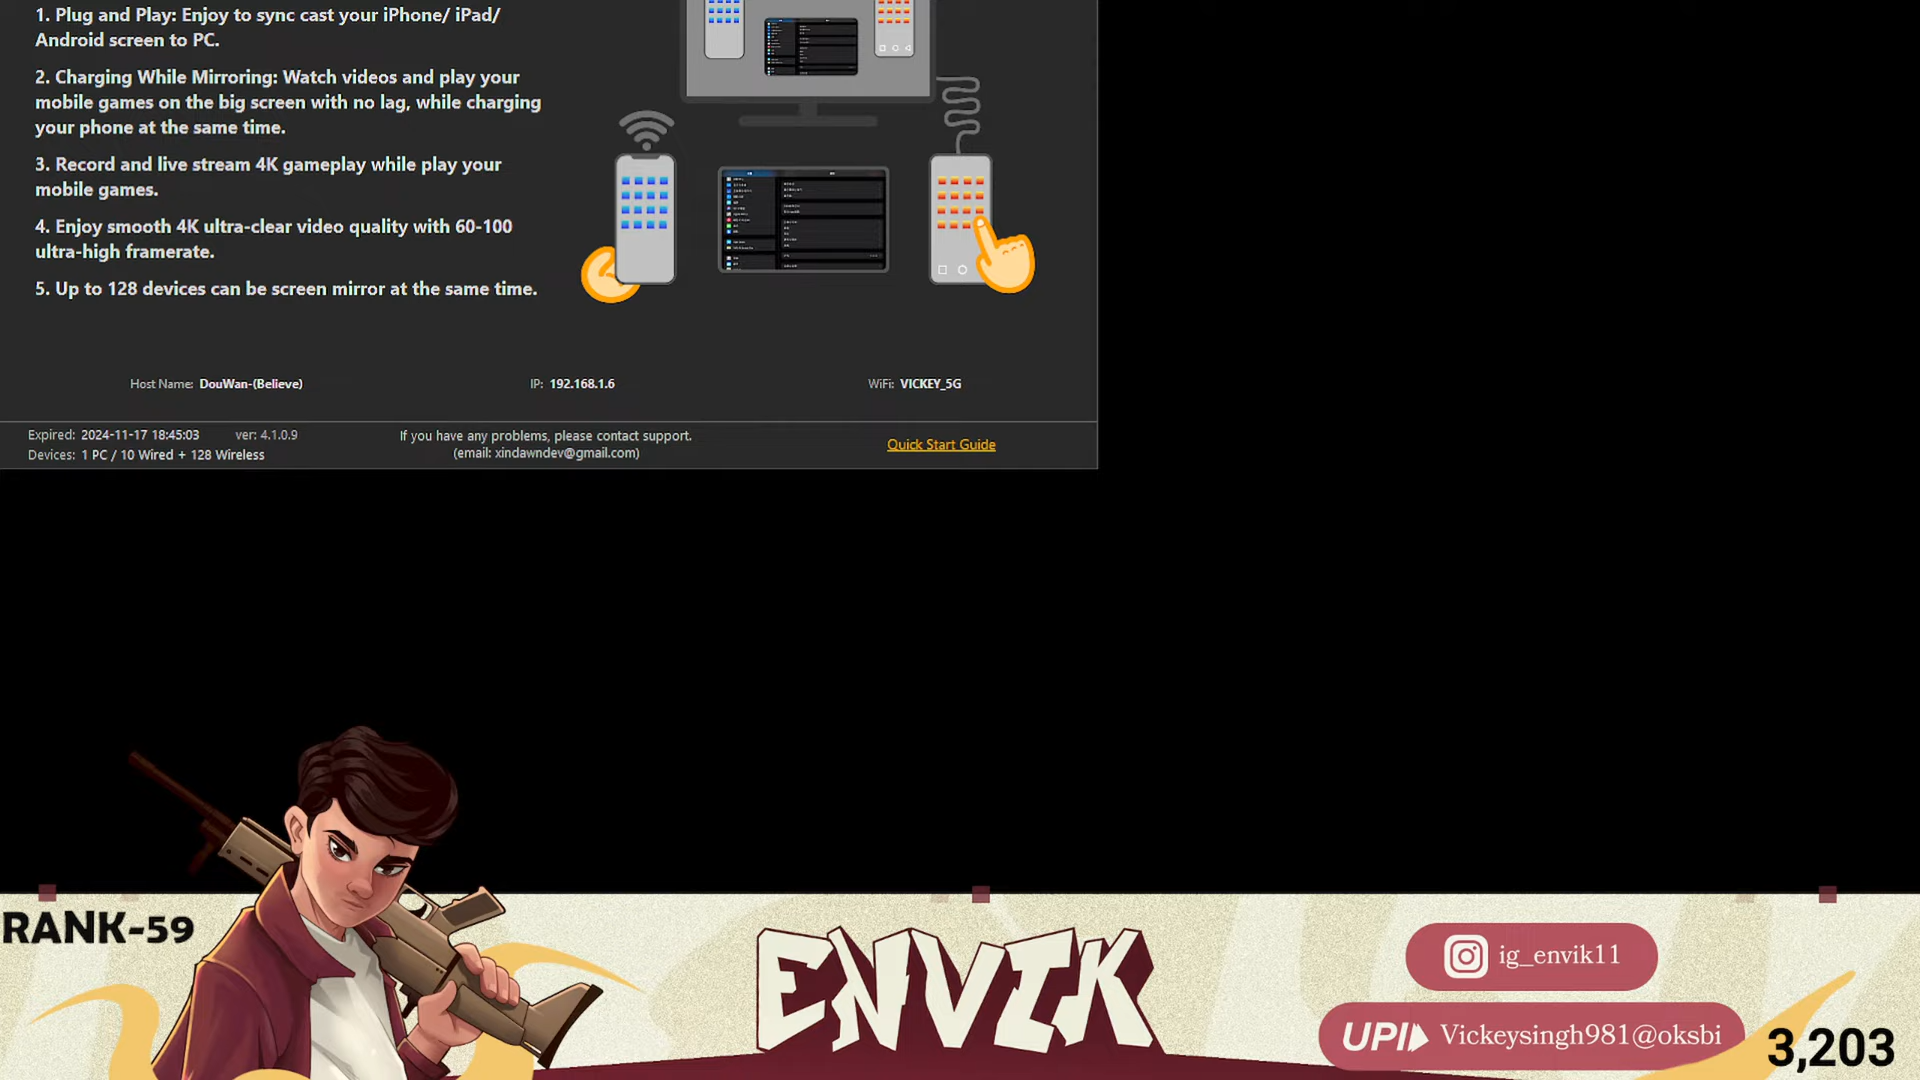 1. Plug and Play: Enjoy to sync cast your iPhone/ iPad/
Android screen to PC.
2. Charging While Mirroring: Watch videos and play your
mobile games on the big screen with no lag, while charging
your phone at the same time.
3. Record and live stream 4K gameplay while play your
mobile games.
4. Enjoy smooth 4K ultra-clear video quality with 60-100
ultra-high framerate.
5. Up to 128 devices can be screen mirror at the same time.
Host Name: DouWan-(Believe)
IP: 192.168.1.6
WiFi: VICKEY_5G
Expired: 2024-11-17 18:45:03 ver: 4.1.0.9
Devices: 1 PC / 10 Wired + 128 Wireless
If you have any problems, please contact support.
(email: xindawndev@gmail.com)
Quick Start Guide
RANK-59
ENVIK
ig_envik11
UPI Vickeysingh981@oksbi
3,203